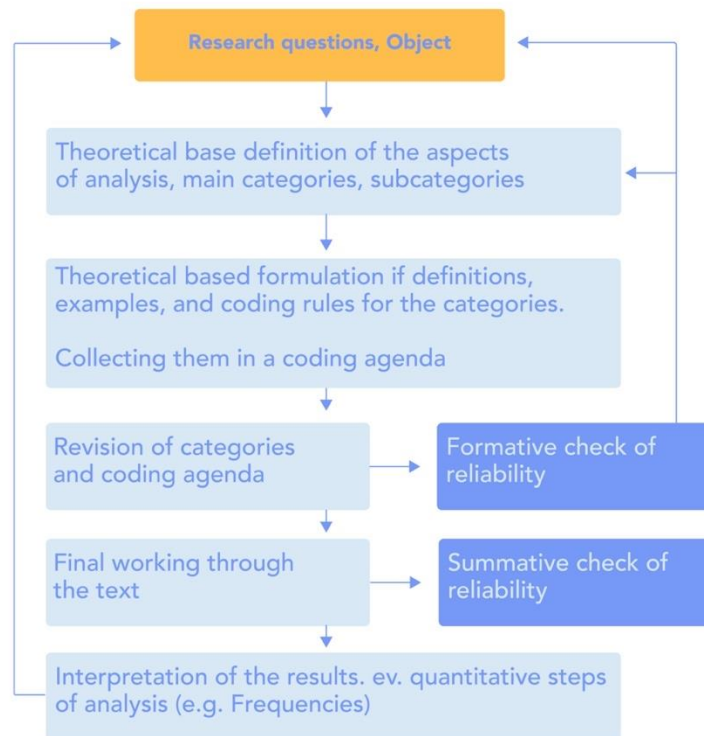 Research questions, Object
Theoretical base definition of the aspects
of analysis, main categories, subcategories
Theoretical based formulation if definitions,
examples, and coding rules for the categories.
Collecting them in a coding agenda
Revision of categories
and coding agenda
Formative check of
reliability
Final working through
the text
Summative check of
reliability
Interpretation of the results. ev. quantitative steps
of analysis (e.g. Frequencies)